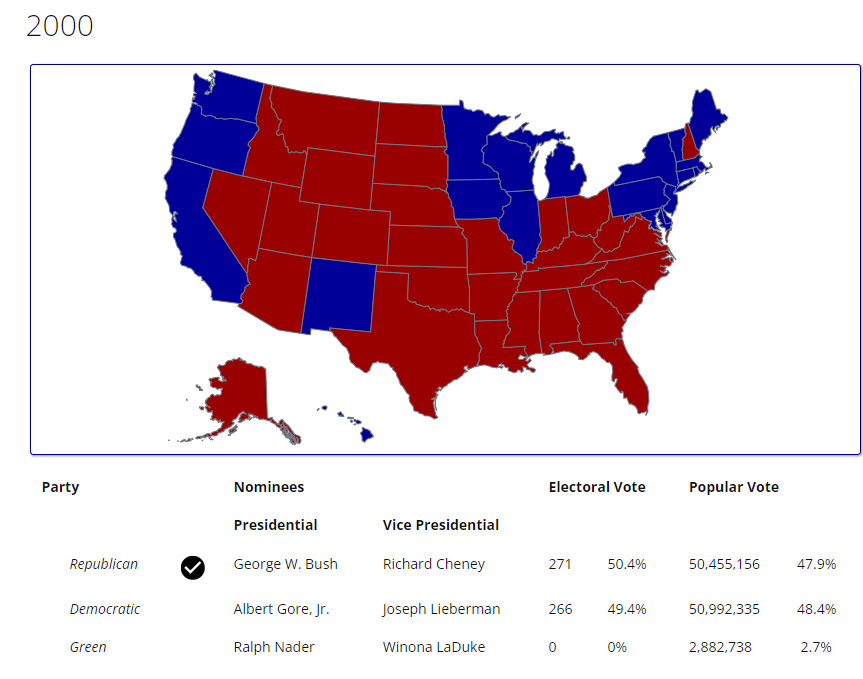 2000
Party Nominees Electoral Vote Popular Vote
Presidential Vice Presidential
Republican George W. Bush Richard Cheney 271 50.4% 50,455,156 47.9%
Democratic Albert Gore, Jr. Joseph Lieberman 266 49.4% 50,992,335 48.4%
Green Ralph Nader Winona LaDuke 0 0% 2,882,738 2.7%